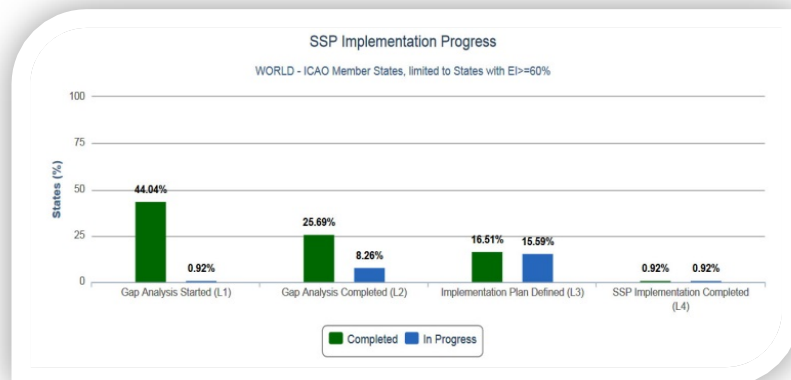 SSP Implementation Progress
WORLD - ICAO Member States, limited to States with EI>=60%
States (%)
100
75
50
25
0
44.04%
0.92%
25.69%
8.26%
16.51%
15.59%
0.92%
0.92%
Gap Analysis Started (L1)
Gap Analysis Completed (L2)
Implementation Plan Defined (L3)
SSP Implementation Completed
(L4)
Completed
In Progress